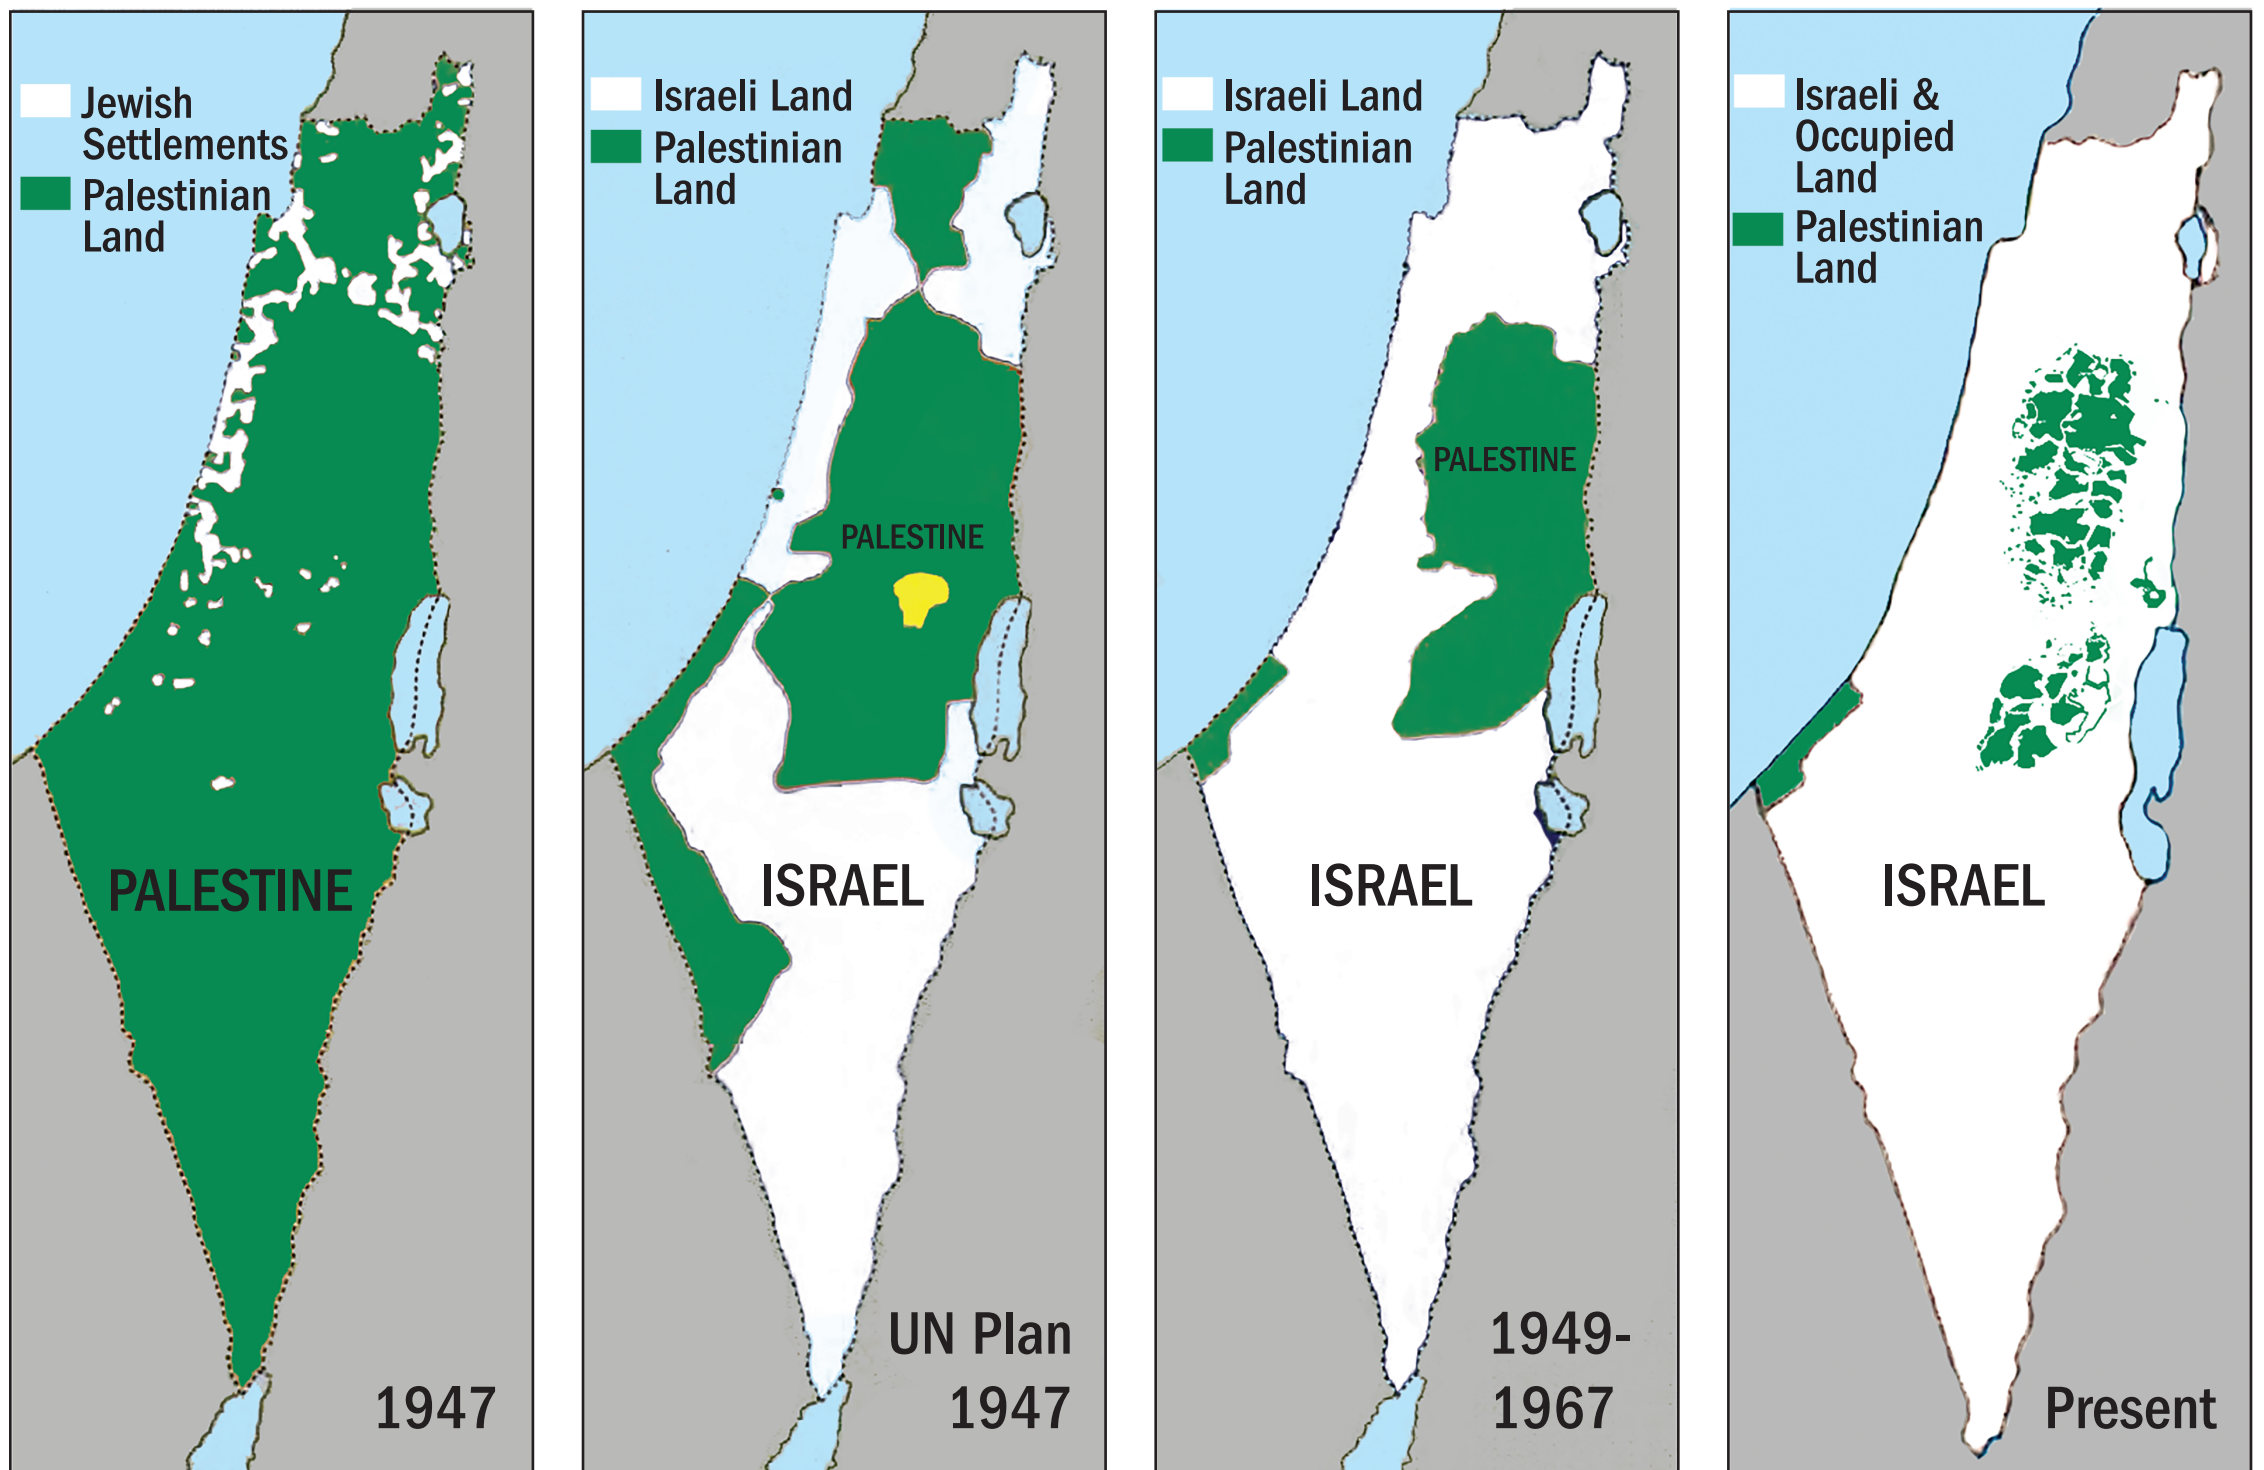 Jewish
Settlements
Palestinian
Land
PALESTINE
1947
Israeli Land
Palestinian
Land
PALESTINE
ISRAEL
UN Plan
1947
Israeli Land
Palestinian
Land
PALESTINE
ISRAEL
1949-
1967
Israeli &
Occupied
Land
Palestinian
Land
ISRAEL
Present